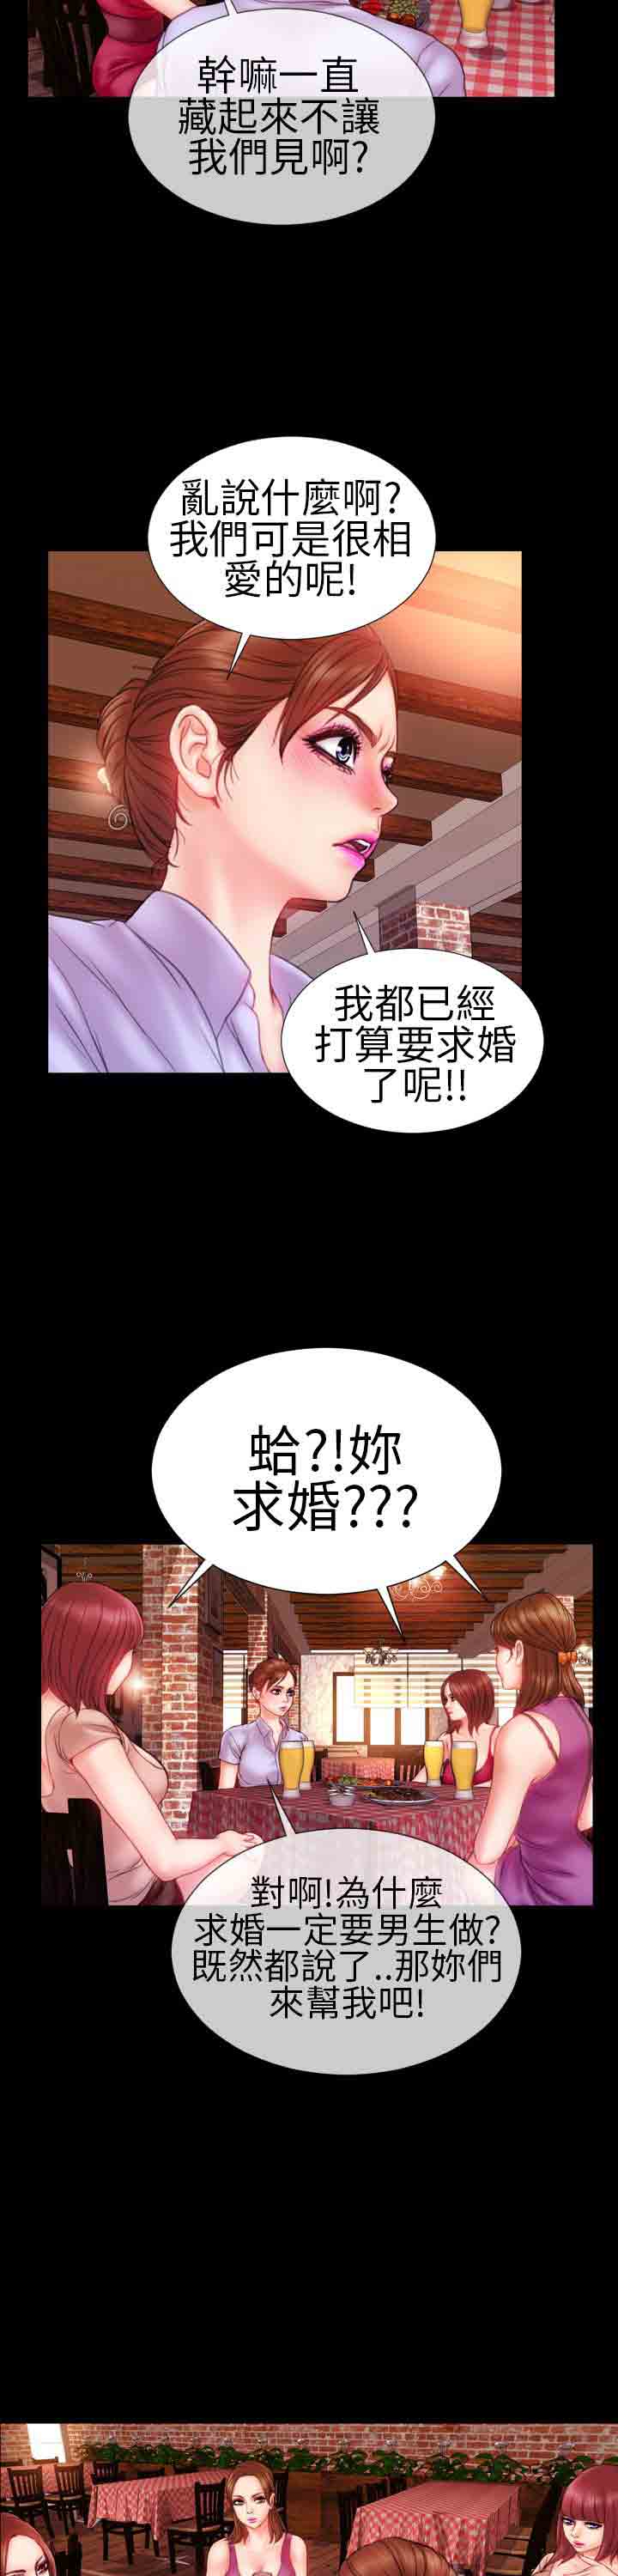 幹嘛一直
藏起來不讓
我們見啊?
亂說什麼啊?
我們可是很相
愛的呢!
我都已經
打算要求婚
了呢!!
蛤?!妳
求婚???
對啊!為什麼
求婚一定要男生做?
既然都說了..那妳們
來幫我吧!